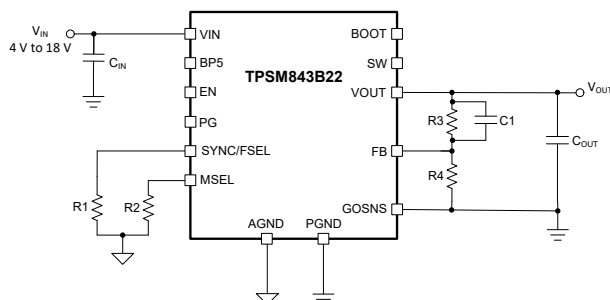 VIN
4 V to 18 V
CIN
VIN
BP5
EN
PG
SYNC/FSEL
MSEL
R1
R2
TPSM843B22
BOOT
SW
VOUT
FB
GOSNS
AGND
PGND
R3
C1
R4
VOUT
COUT